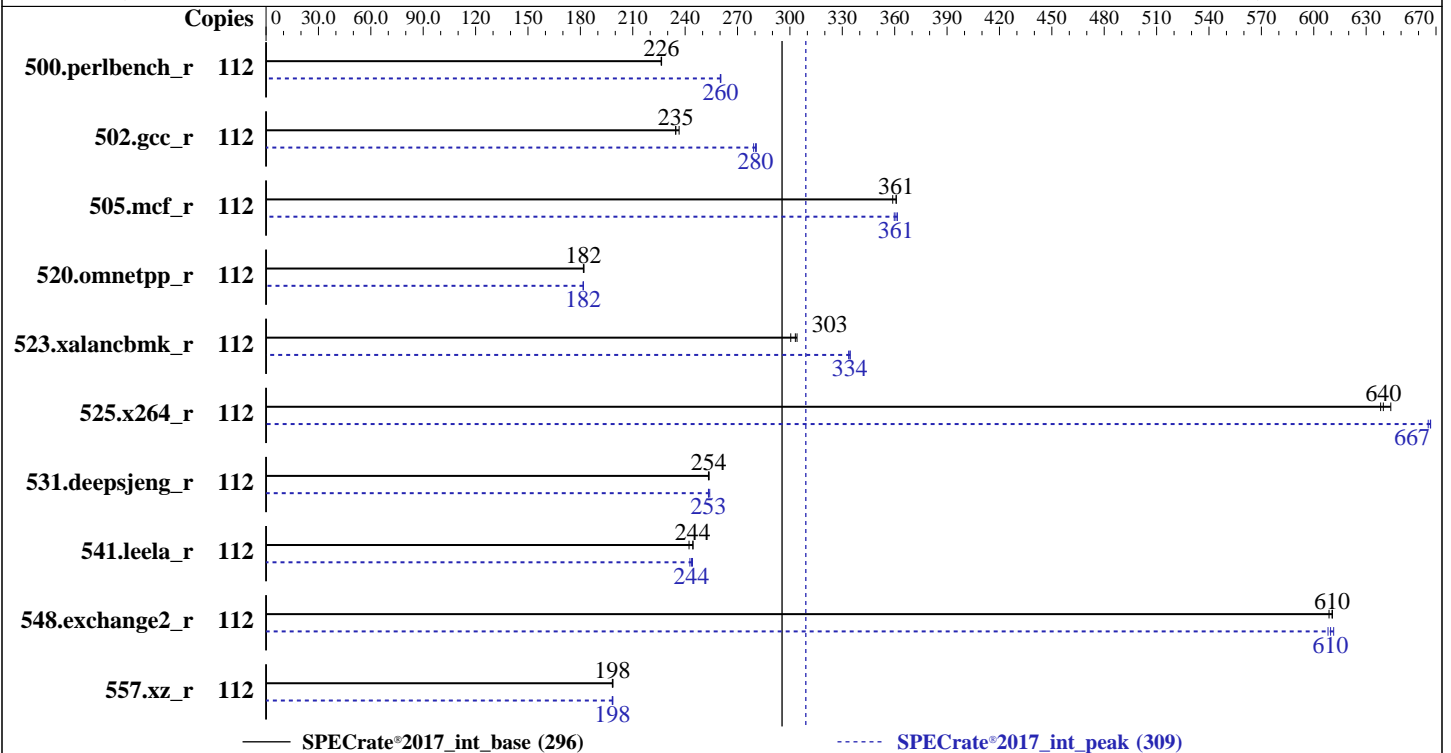 Copies 0 30.0 60.0 90.0 120 150 180 210 240 270 300 330 360 390 420 450 480 510 540 570 600 630 670
500.perlbench_r 112 226
260
502.gcc_r 112 235
280
505.mcf_r 112 361
361
520.omnetpp_r 112 182
182
523.xalancbmk_r 112 303
334
525.x264_r 112 640
667
531.deepsjeng_r 112 254
253
541.leela_r 112 244
244
548.exchange2_r 112 610
610
557.xz_r 112 198
198
SPECrate®2017_int_base (296) SPECrate®2017_int_peak (309)